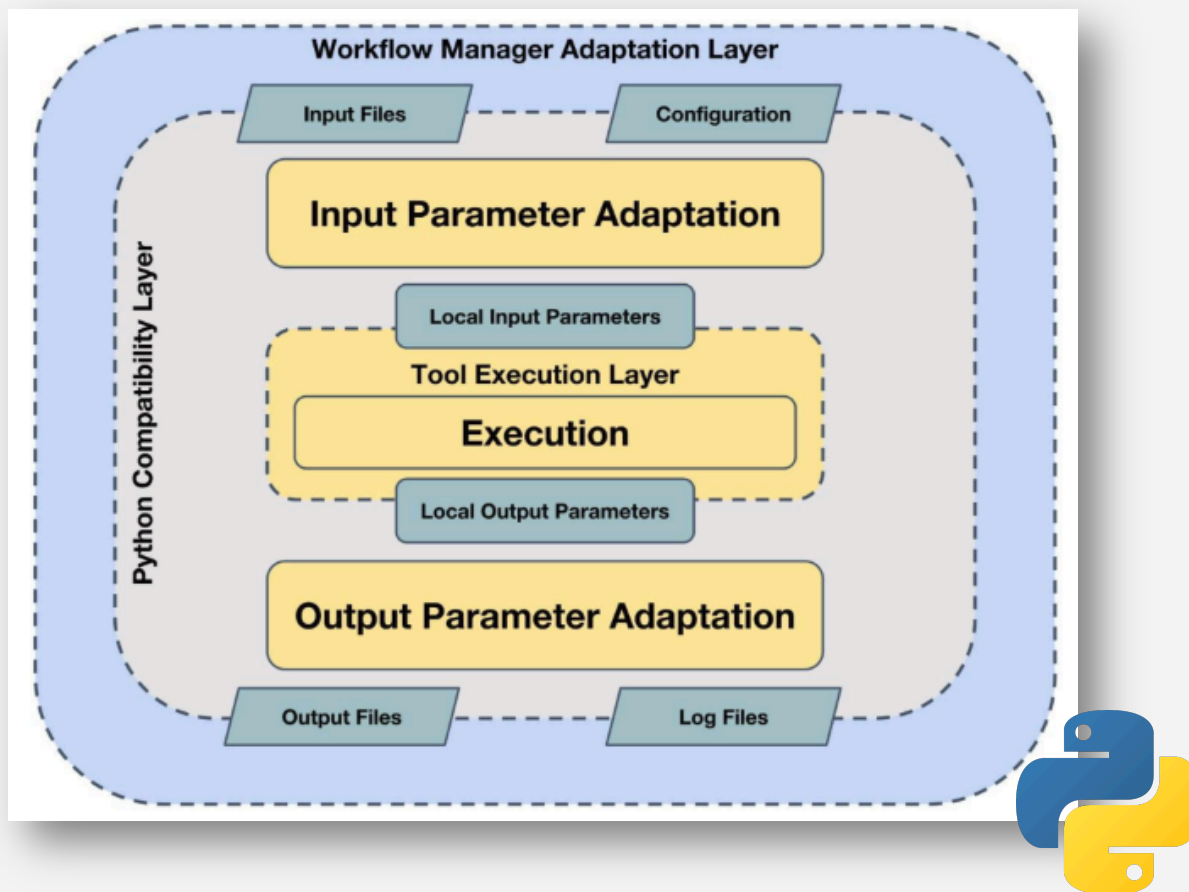 Workflow Manager Adaptation Layer
Input Files
Configuration
Input Parameter Adaptation
Python Compatibility Layer
Local Input Parameters
Tool Execution Layer
Execution
Local Output Parameters
Output Parameter Adaptation
Output Files
Log Files